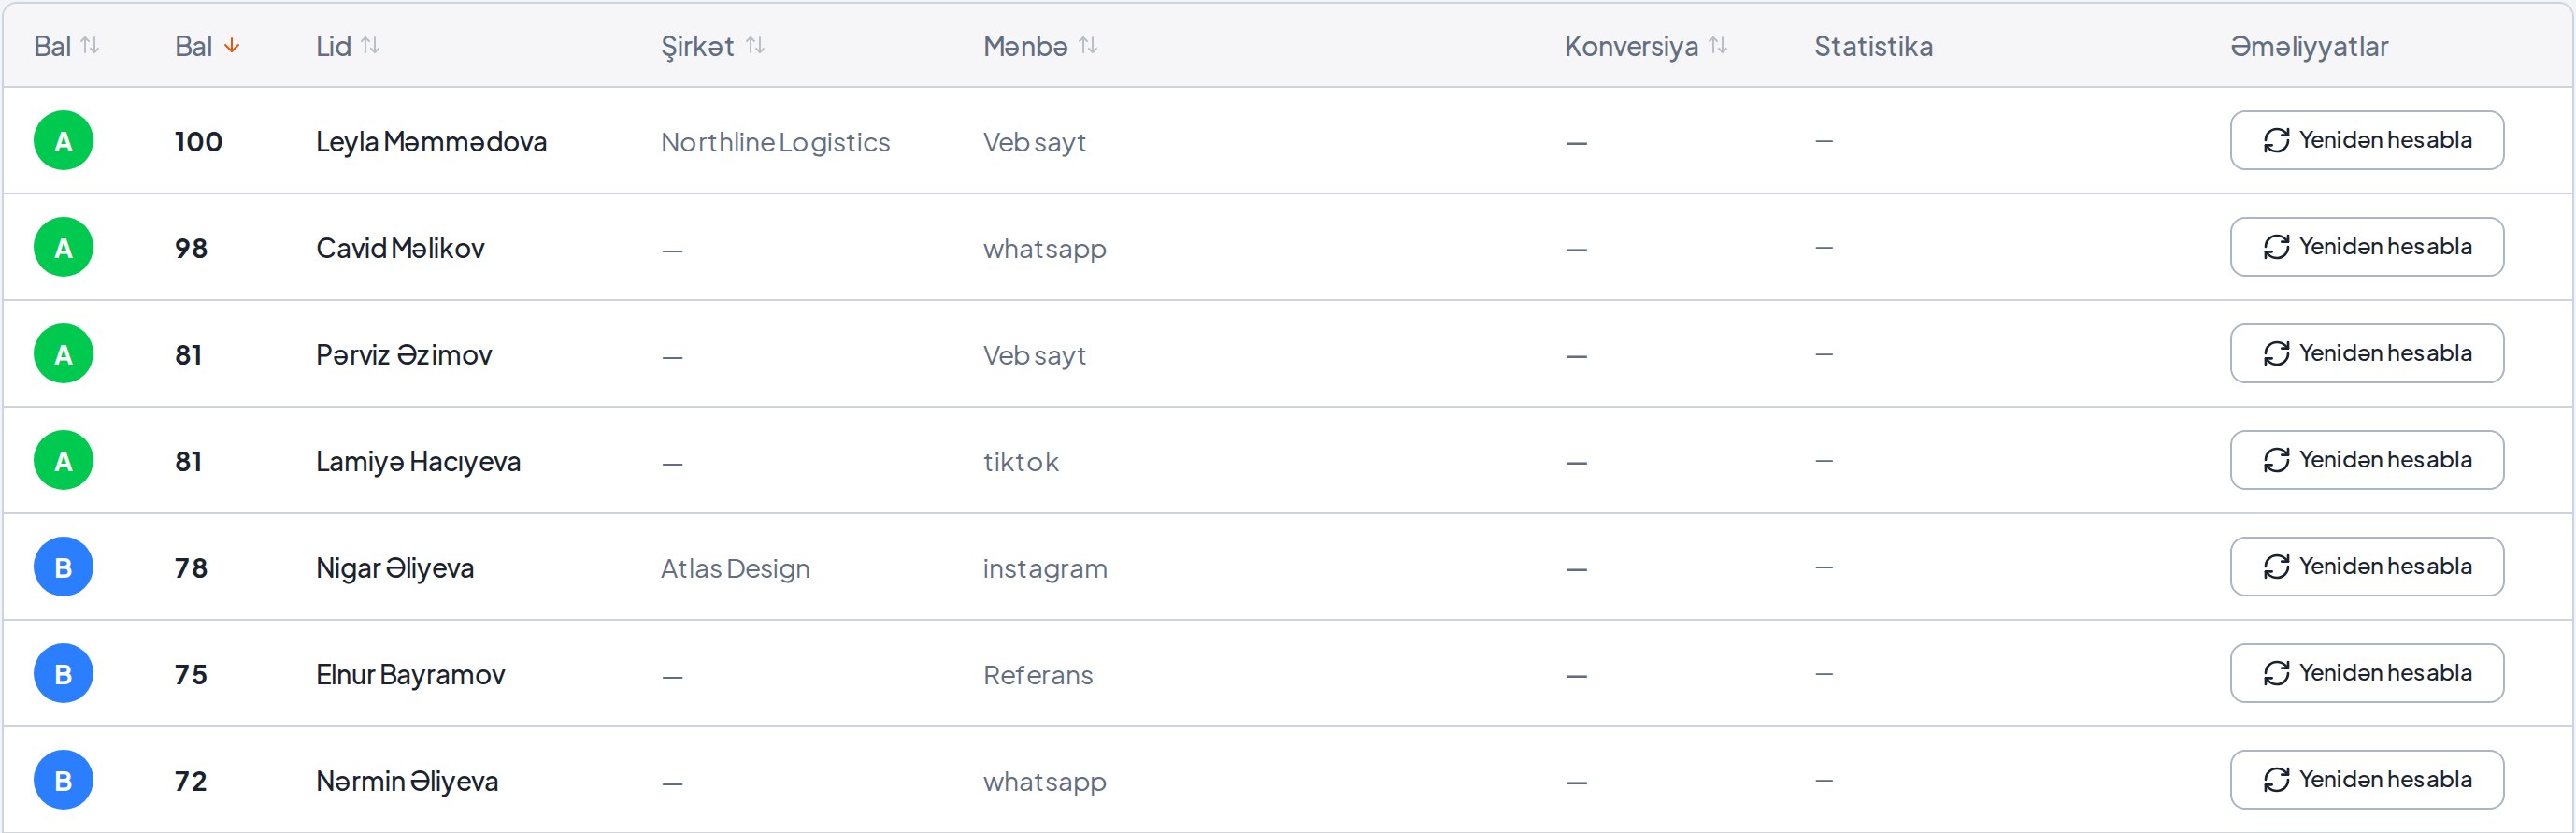 Bal Bal Lid Şirkət Mənbə Konversiya Statistika Əməliyyatlar
A 100 Leyla Məmmədova Northline Logistics Veb sayt — — Yenidən hesabla
A 98 Cavid Məlikov — whatsapp — — Yenidən hesabla
A 81 Pərviz Əzimov — Veb sayt — — Yenidən hesabla
A 81 Lamiyə Hacıyeva — tiktok — — Yenidən hesabla
B 78 Nigar Əliyeva Atlas Design instagram — — Yenidən hesabla
B 75 Elnur Bayramov — Referans — — Yenidən hesabla
B 72 Nərmin Əliyeva — whatsapp — — Yenidən hesabla